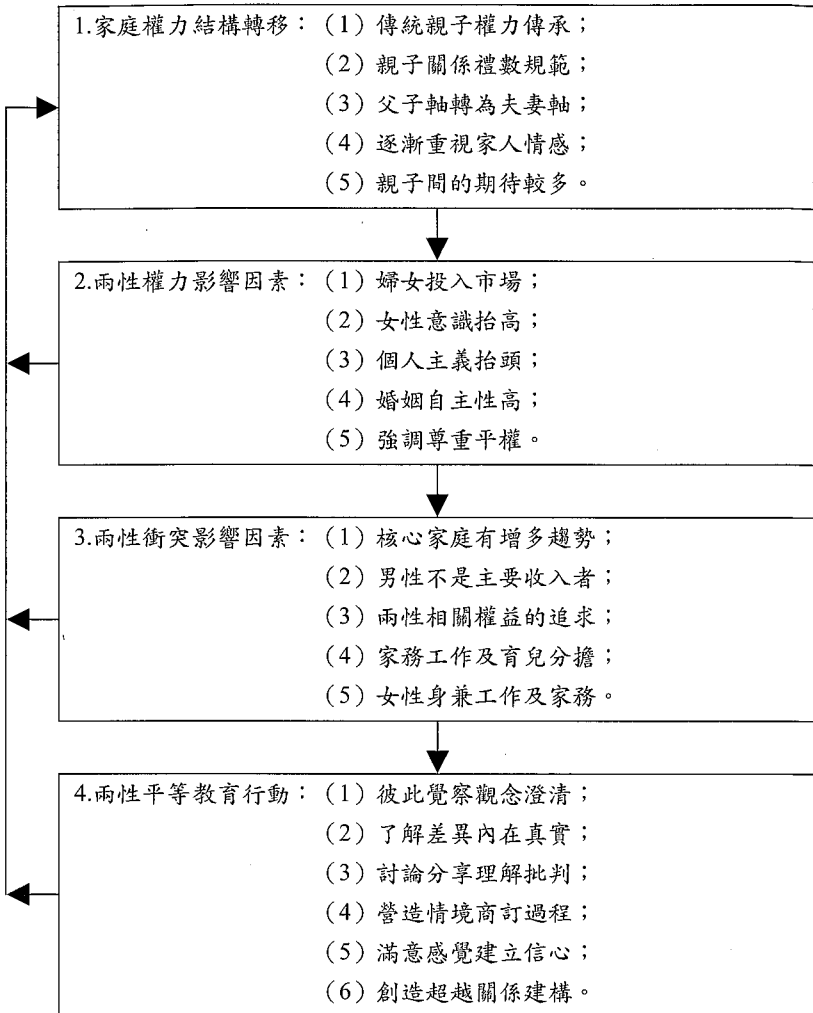 1.家庭權力結構轉移：（1）傳統親子權力傳承；
（2）親子關係禮數規範；
（3）父子軸轉為夫妻軸；
（4）逐漸重視家人情感；
（5）親子間的期待較多。
2.兩性權力影響因素：（1）婦女投入市場；
（2）女性意識抬高；
（3）個人主義抬頭；
（4）婚姻自主性高；
（5）強調尊重平權。
3.兩性衝突影響因素：（1）核心家庭有增多趨勢；
（2）男性不是主要收入者；
（3）兩性相關權益的追求；
（4）家務工作及育兒分擔；
（5）女性身兼工作及家務。
4.兩性平等教育行動：（1）彼此覺察觀念澄清；
（2）了解差異內在真實；
（3）討論分享理解批判；
（4）營造情境商訂過程；
（5）滿意感覺建立信心；
（6）創造超越關係建構。